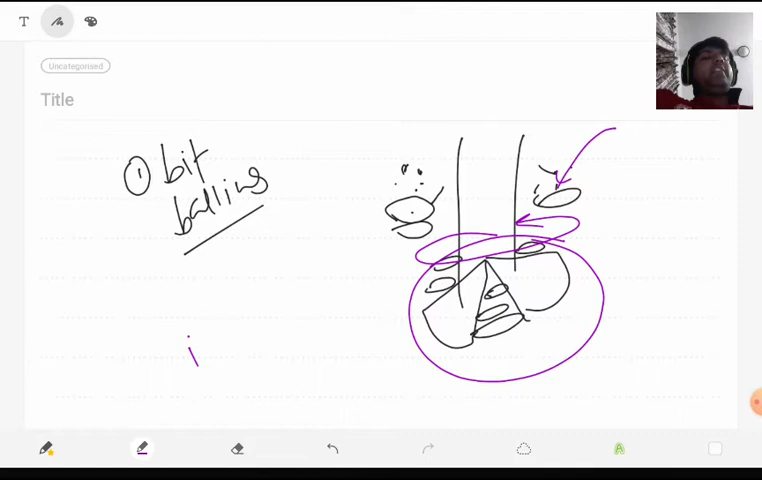 T
Uncategorised
Title
① bit
balling
i
A